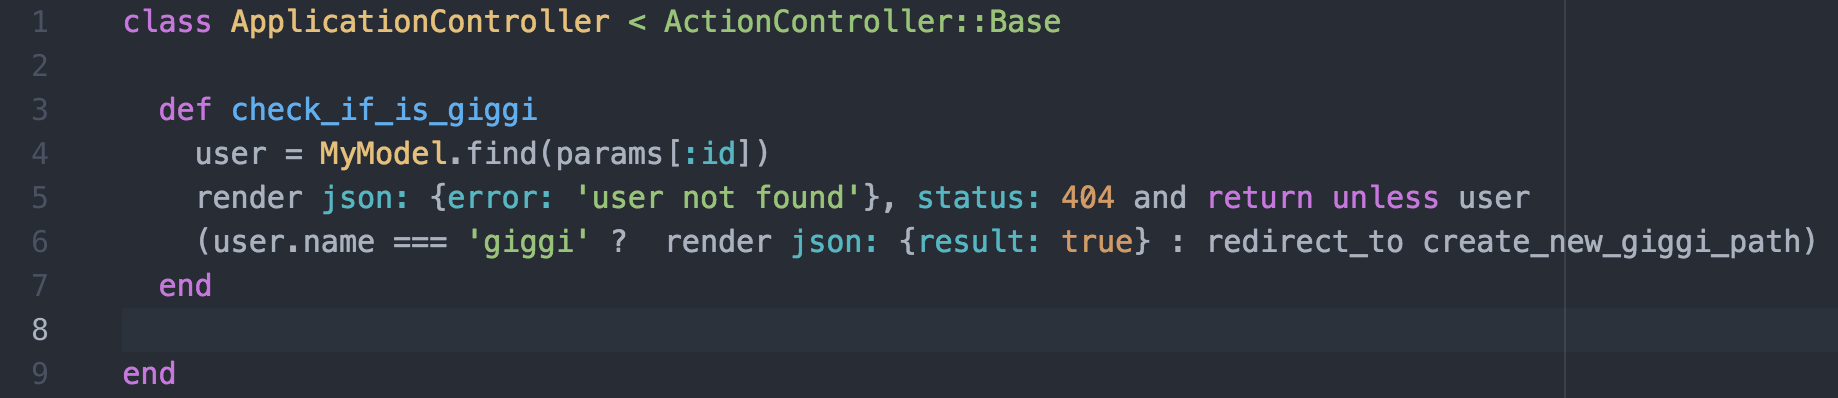 1 class ApplicationController < ActionController::Base
2
3 def check_if_is_giggi
4 user = MyModel.find(params[:id])
5 render json: {error: 'user not found'}, status: 404 and return unless user
6 (user.name === 'giggi' ?  render json: {result: true} : redirect_to create_new_giggi_path)
7 end
8
9 end